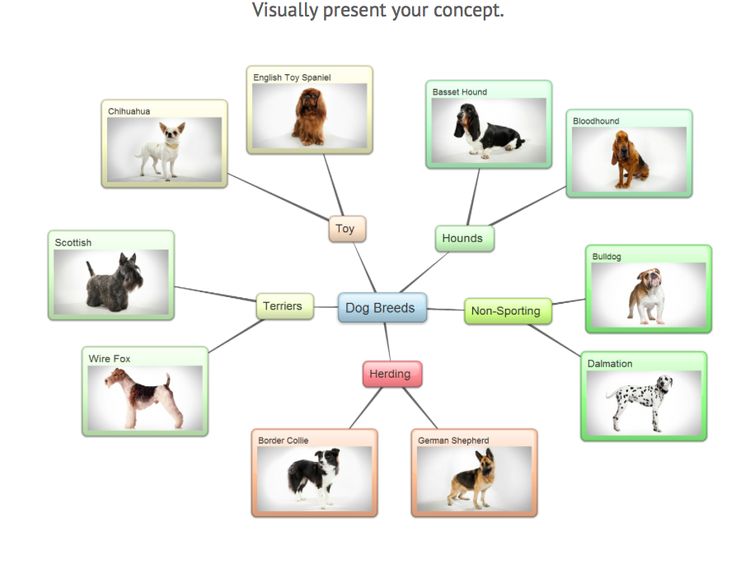 Visually present your concept.
English Toy Spaniel
Chihuahua
Basset Hound
Bloodhound
Toy
Hounds
Scottish
Bulldog
Terriers
Dog Breeds
Non-Sporting
Wire Fox
Herding
Dalmation
Border Collie
German Shepherd